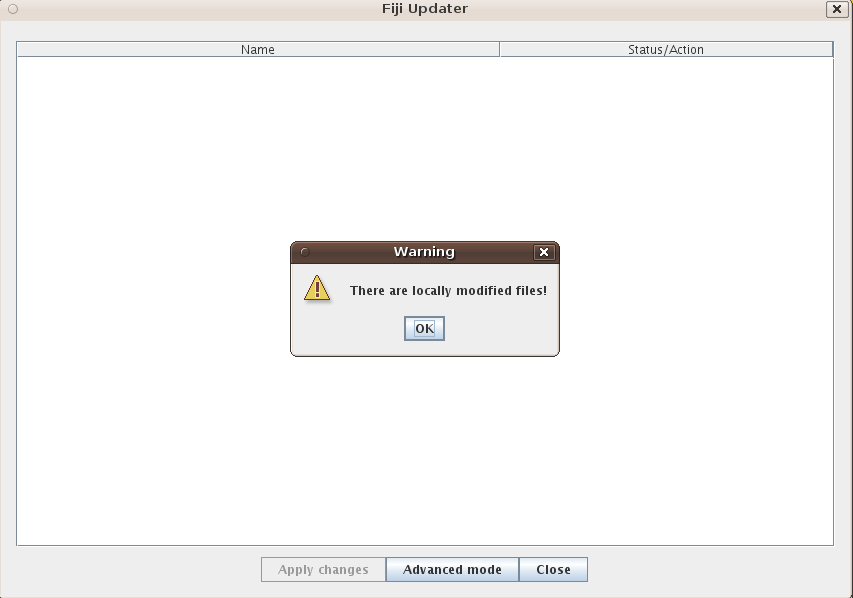 Fiji Updater
Name Status/Action
Warning
There are locally modified files!
OK
Apply changes Advanced mode Close